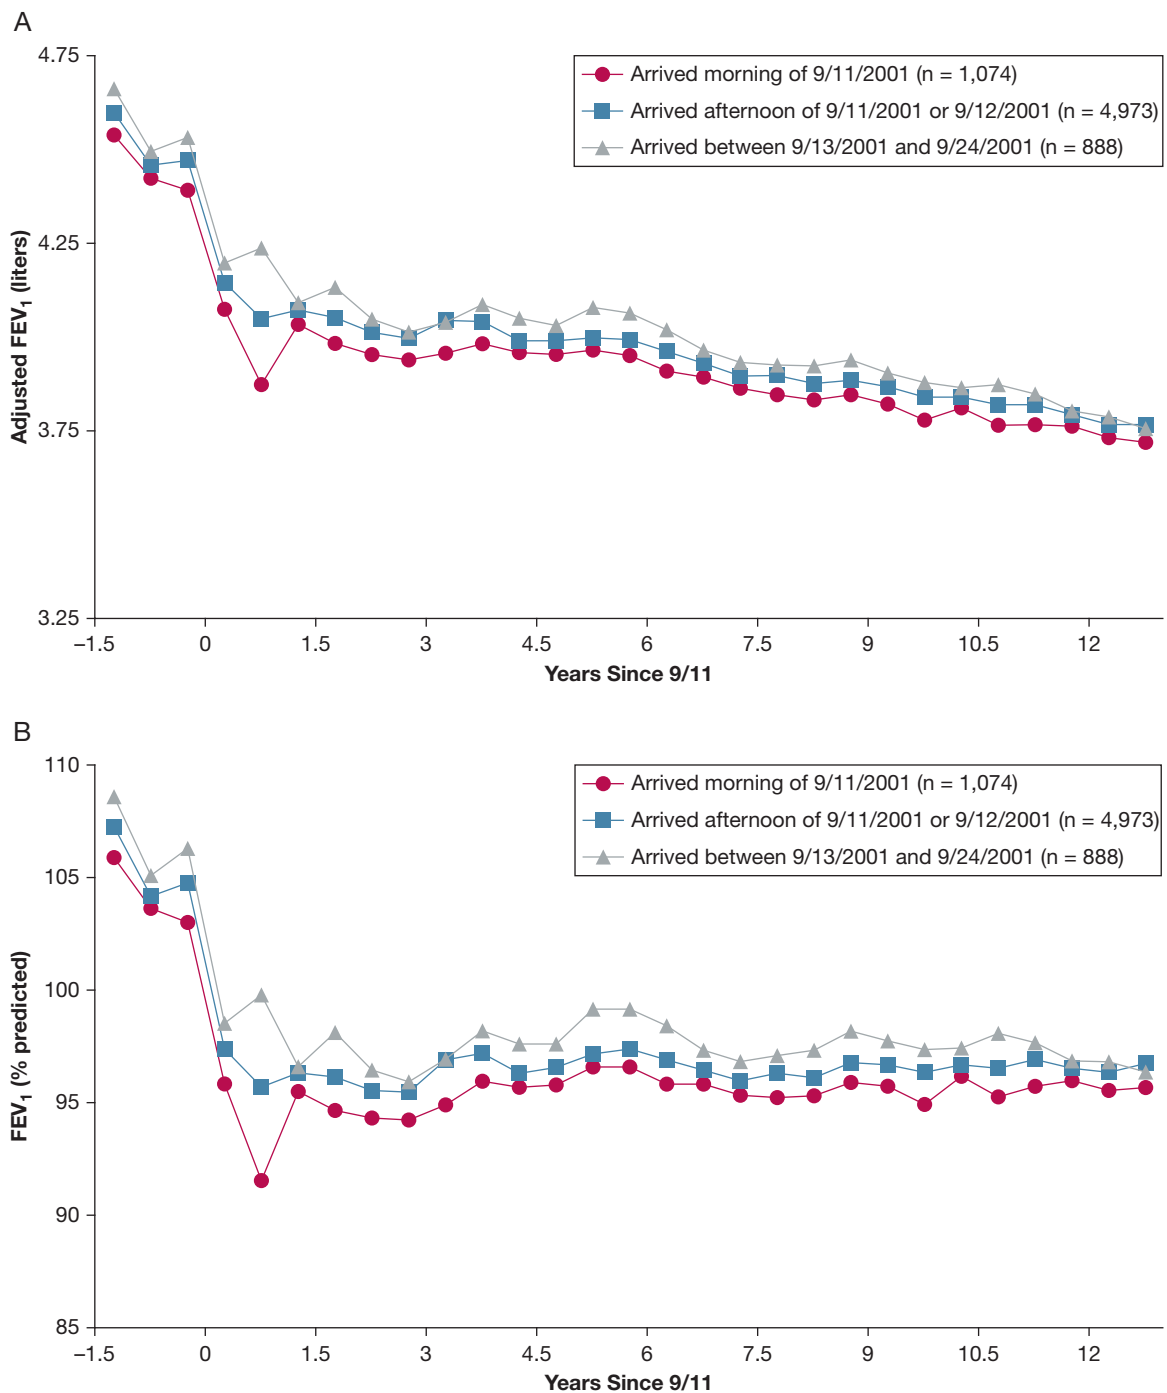 A
4.75
4.25
3.75
3.25
Adjusted FEV1 (liters)
Arrived morning of 9/11/2001 (n = 1,074)
Arrived afternoon of 9/11/2001 or 9/12/2001 (n = 4,973)
Arrived between 9/13/2001 and 9/24/2001 (n = 888)
−1.5 0 1.5 3 4.5 6 7.5 9 10.5 12
Years Since 9/11
B
110
105
100
95
90
85
FEV1 (% predicted)
Arrived morning of 9/11/2001 (n = 1,074)
Arrived afternoon of 9/11/2001 or 9/12/2001 (n = 4,973)
Arrived between 9/13/2001 and 9/24/2001 (n = 888)
−1.5 0 1.5 3 4.5 6 7.5 9 10.5 12
Years Since 9/11